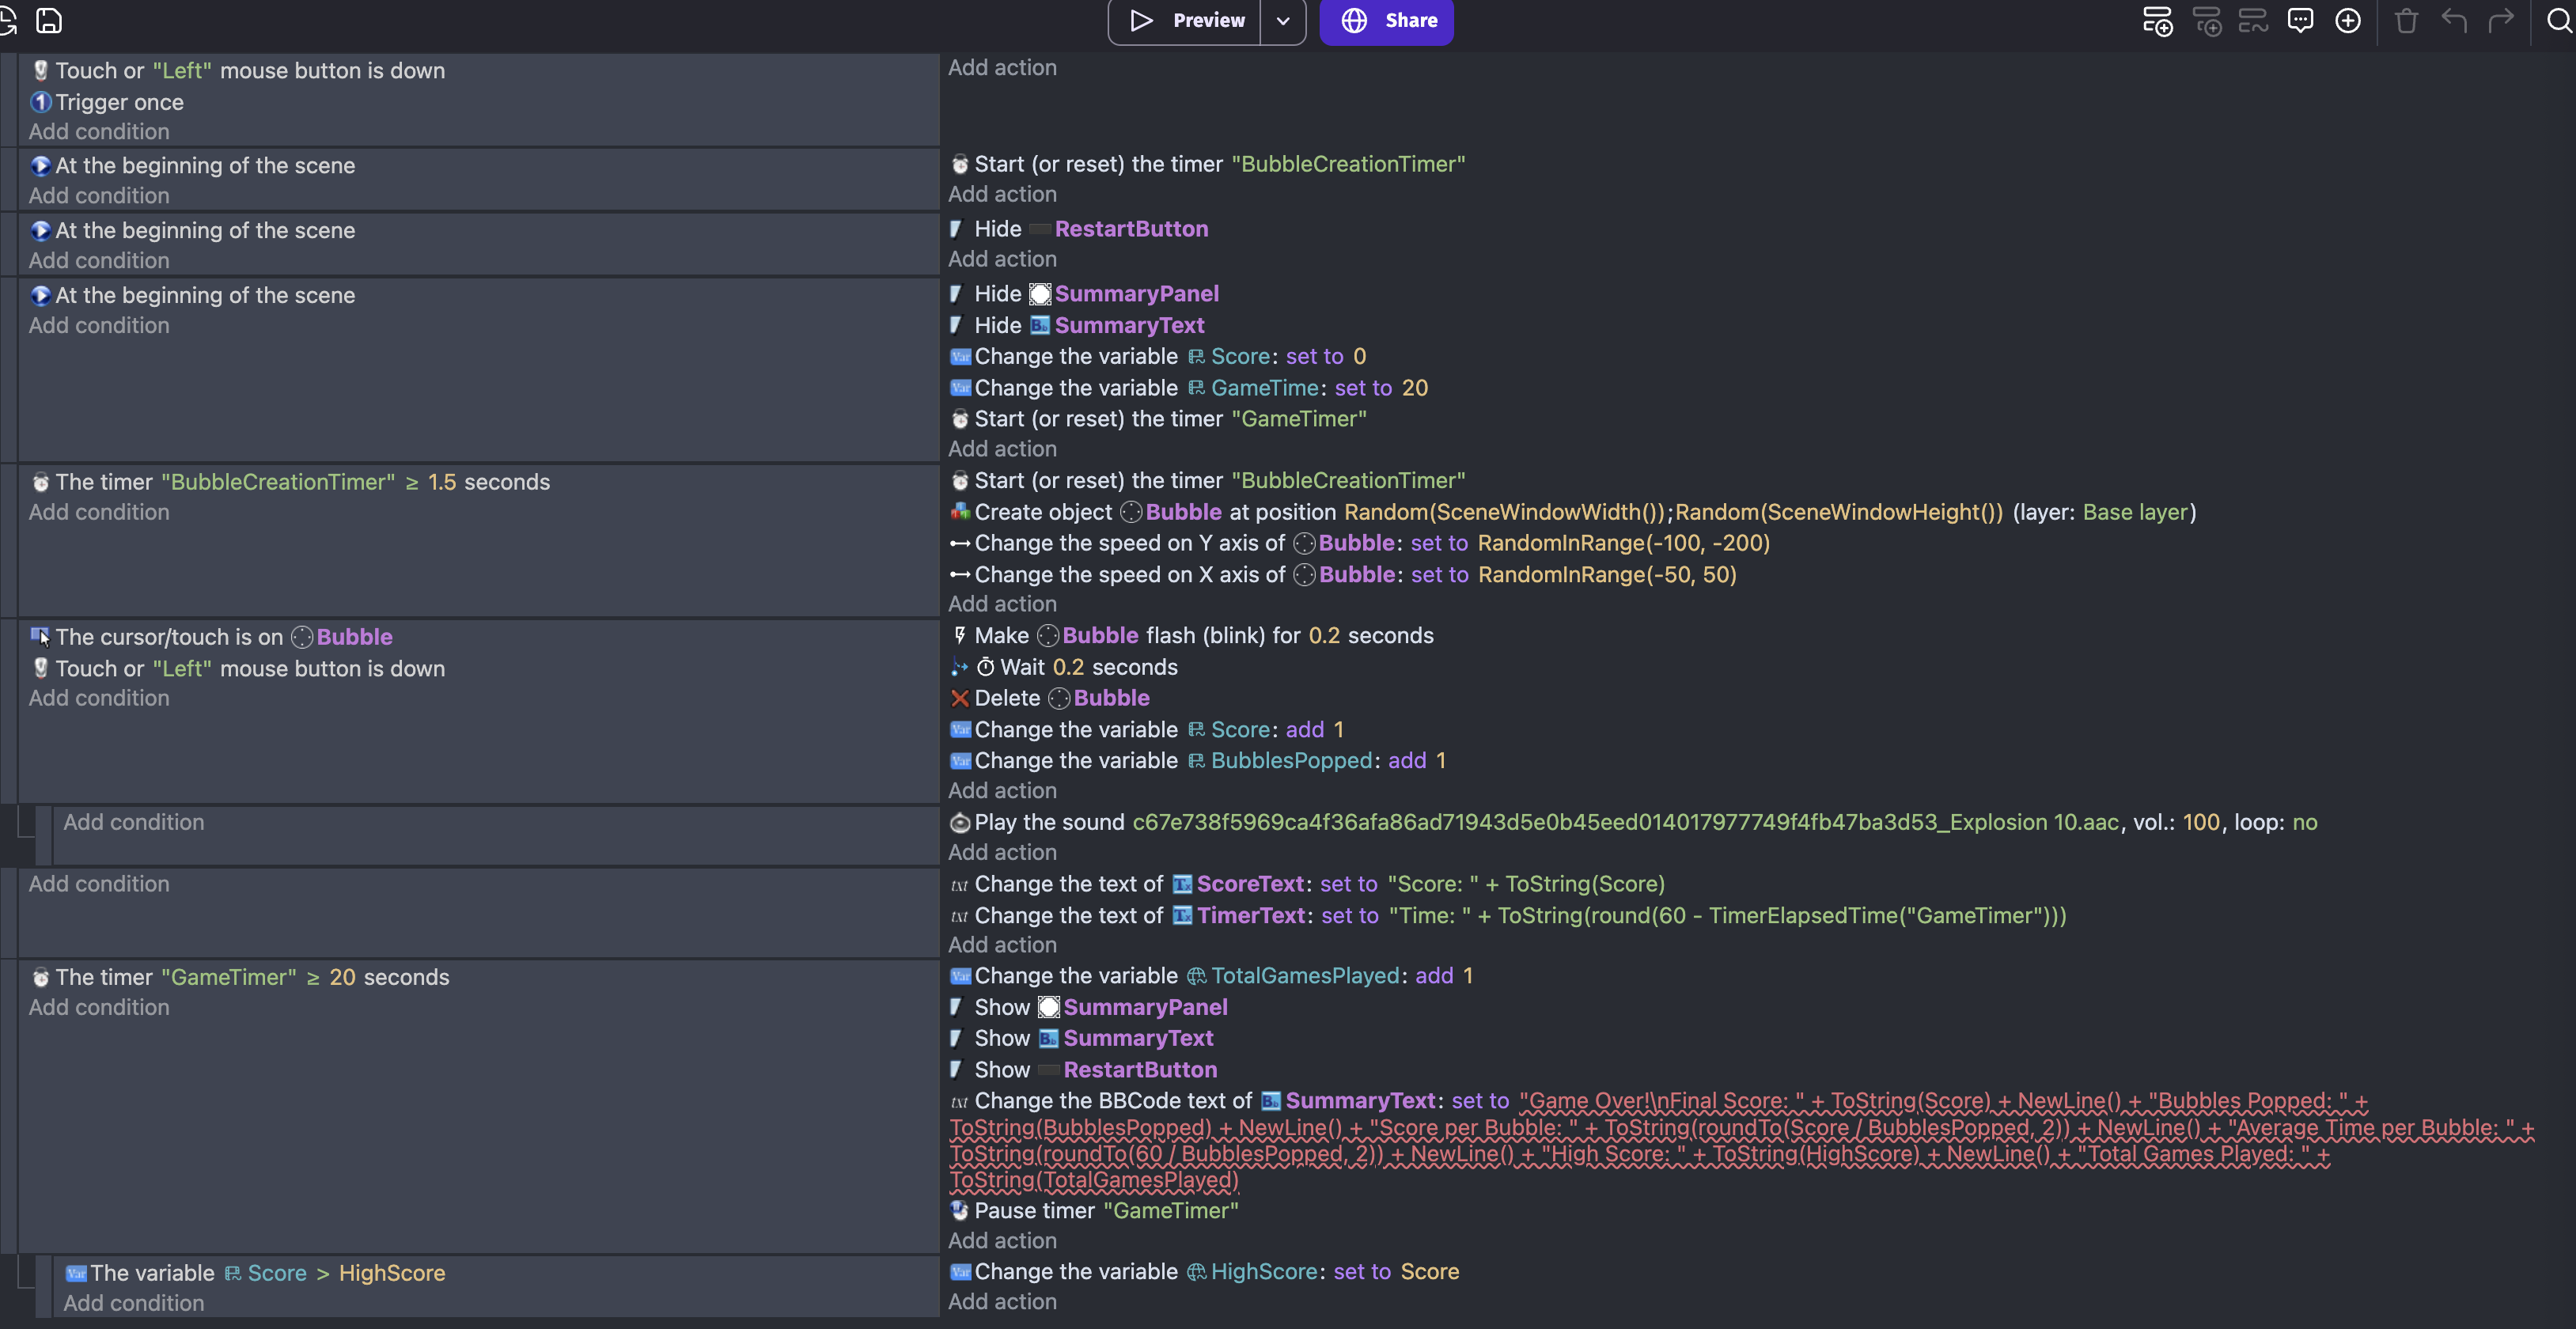 Preview
Share
Touch or "Left" mouse button is down
Trigger once
Add condition
Add action
At the beginning of the scene
Add condition
Start (or reset) the timer "BubbleCreationTimer"
Add action
At the beginning of the scene
Add condition
Hide RestartButton
Add action
At the beginning of the scene
Add condition
Hide SummaryPanel
Hide SummaryText
Change the variable Score: set to 0
Change the variable GameTime: set to 20
Start (or reset) the timer "GameTimer"
Add action
The timer "BubbleCreationTimer" ≥ 1.5 seconds
Add condition
Start (or reset) the timer "BubbleCreationTimer"
Create object Bubble at position Random(SceneWindowWidth());Random(SceneWindowHeight()) (layer: Base layer)
Change the speed on Y axis of Bubble: set to RandomInRange(-100, -200)
Change the speed on X axis of Bubble: set to RandomInRange(-50, 50)
Add action
The cursor/touch is on Bubble
Touch or "Left" mouse button is down
Add condition
Make Bubble flash (blink) for 0.2 seconds
Wait 0.2 seconds
Delete Bubble
Change the variable Score: add 1
Change the variable BubblesPopped: add 1
Add action
Add condition
Play the sound c67e738f5969ca4f36afa86ad71943d5e0b45eed014017977749f4fb47ba3d53_Explosion 10.aac, vol.: 100, loop: no
Add action
Add condition
Change the text of ScoreText: set to "Score: " + ToString(Score)
Change the text of TimerText: set to "Time: " + ToString(round(60 - TimerElapsedTime("GameTimer")))
Add action
The timer "GameTimer" ≥ 20 seconds
Add condition
Change the variable TotalGamesPlayed: add 1
Show SummaryPanel
Show SummaryText
Show RestartButton
Change the BBCode text of SummaryText: set to "Game Over!\nFinal Score: " + ToString(Score) + NewLine() + "Bubbles Popped: " +
ToString(BubblesPopped) + NewLine() + "Score per Bubble: " + ToString(roundTo(Score / BubblesPopped, 2)) + NewLine() + "Average Time per Bubble: " +
ToString(roundTo(60 / BubblesPopped, 2)) + NewLine() + "High Score: " + ToString(HighScore) + NewLine() + "Total Games Played: " +
ToString(TotalGamesPlayed)
Pause timer "GameTimer"
Add action
The variable Score > HighScore
Add condition
Change the variable HighScore: set to Score
Add action